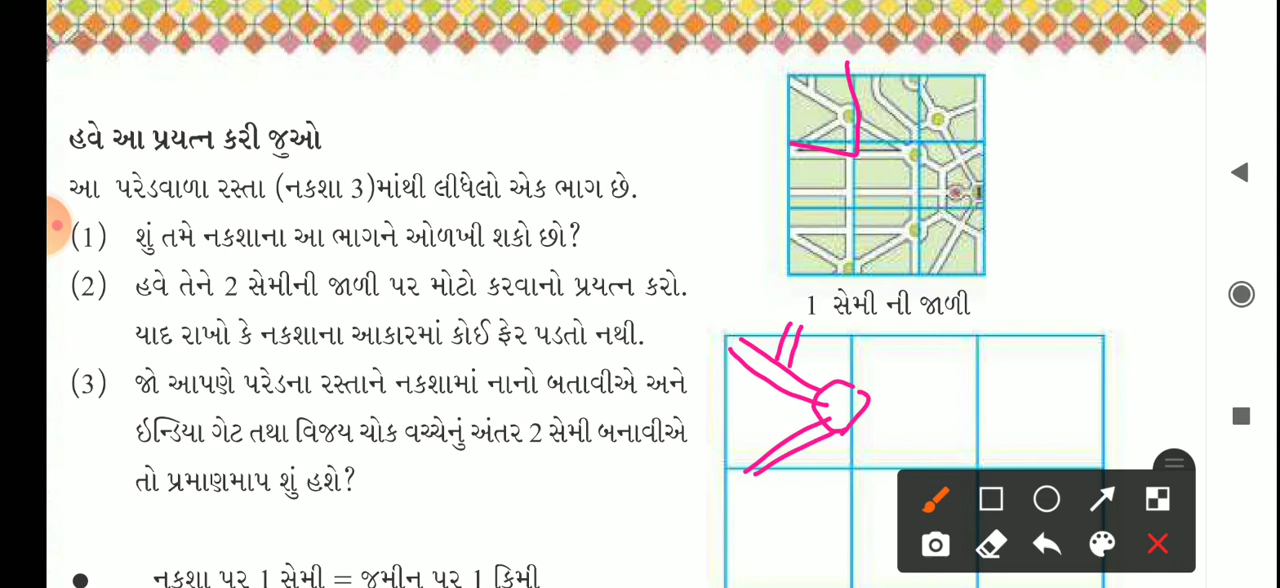 હવે આ પ્રયત્ન કરી જુઓ
આ પરેડવાળા રસ્તા (નકશા 3)માંથી લીધેલો એક ભાગ છે.
(1) શું તમે નકશાના આ ભાગને ઓળખી શકો છો?
(2) હવે તેને 2 સેમીની જાળી પર મોટો કરવાનો પ્રયત્ન કરો.
યાદ રાખો કે નકશાના આકારમાં કોઈ ફેર પડતો નથી.
(3) જો આપણે પરેડના રસ્તાને નકશામાં નાનો બતાવીએ અને
ઇન્ડિયા ગેટ તથા વિજય ચોક વચ્ચેનું અંતર 2 સેમી બનાવીએ
તો પ્રમાણમાપ શું હશે?
● નકશા પર 1 સેમી = જમીન પર 1 કિમી
1 સેમી ની જાળી